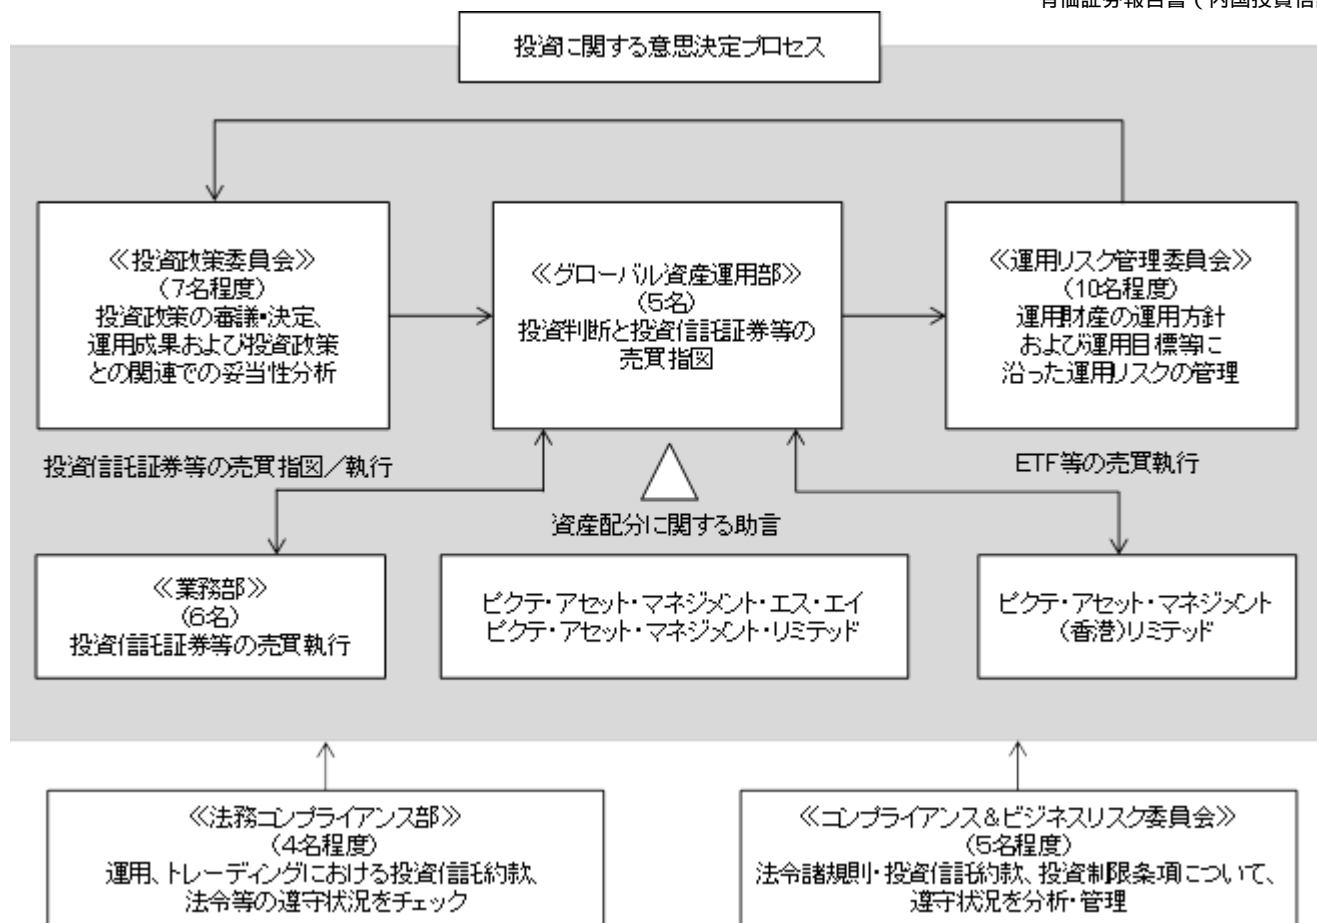 有価証券報告書(内国投資信
投資に関する意思決定プロセス
≪投資政策委員会≫
(7名程度)
投資政策の審議・決定、
運用成果および投資政策
との関連での妥当性分析
≪グローバル資産運用部≫
(5名)
投資判断と投資信託証券等の
売買指図
≪運用リスク管理委員会≫
(10名程度)
運用財産の運用方針
および運用目標等に
沿った運用リスクの管理
投資信託証券等の売買指図/執行
ETF等の売買執行
資産配分に関する助言
≪業務部≫
(6名)
投資信託証券等の売買執行
ピクテ・アセット・マネジメント・エス・エイ
ピクテ・アセット・マネジメント・リミテッド
ピクテ・アセット・マネジメント
(香港)リミテッド
≪法務コンプライアンス部≫
(4名程度)
運用、トレーディングにおける投資信託約款、
法令等の遵守状況をチェック
≪コンプライアンス&ビジネスリスク委員会≫
(5名程度)
法令諸規則・投資信託約款、投資制限条項について、
遵守状況を分析・管理